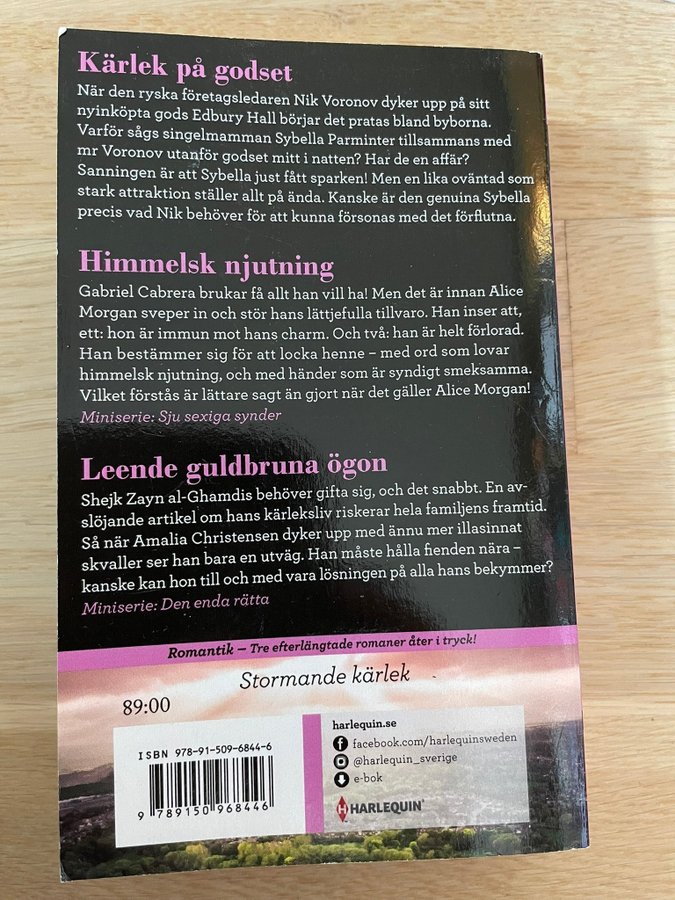 Kärlek på godset
När den ryska företagsledaren Nik Voronov dyker upp på sitt
nyinköpta gods Edbury Hall börjar det pratas bland byborna.
Varför sågs singelmamman Sybella Parminter tillsammans med
mr Voronov utanför godset mitt i natten? Har de en affär?
Sanningen är att Sybella just fått sparken! Men en lika oväntad som
stark attraktion ställer allt på ända. Kanske är den genuina Sybella
precis vad Nik behöver för att kunna försonas med det förflutna.
Himmelsk njutning
Gabriel Cabrera brukar få allt han vill ha! Men det är innan Alice
Morgan sveper in och stör hans lättjefulla tillvaro. Han inser att,
ett: hon är immun mot hans charm. Och två: han är helt förlorad.
Han bestämmer sig för att locka henne – med ord som lovar
himmelsk njutning, och med händer som är syndigt smeksamma.
Vilket förstås är lättare sagt än gjort när det gäller Alice Morgan!
Miniserie: Sju sexiga synder
Leende guldbruna ögon
Shejk Zayn al-Ghamdis behöver gifta sig, och det snabbt. En av-
slöjande artikel om hans kärleksliv riskerar hela familjens framtid.
Så när Amalia Christensen dyker upp med ännu mer illasinnat
skvaller ser han bara en utväg. Han måste hålla fienden nära –
kanske kan hon till och med vara lösningen på alla hans bekymmer?
Miniserie: Den enda rätta
Romantik – Tre efterlängtade romaner åter i tryck!
Stormande kärlek
89:00
ISBN 978-91-509-6844-6
9 789150 968446
harlequin.se
facebook.com/harlequinsweden
@harlequin_sverige
e-bok
HARLEQUIN®